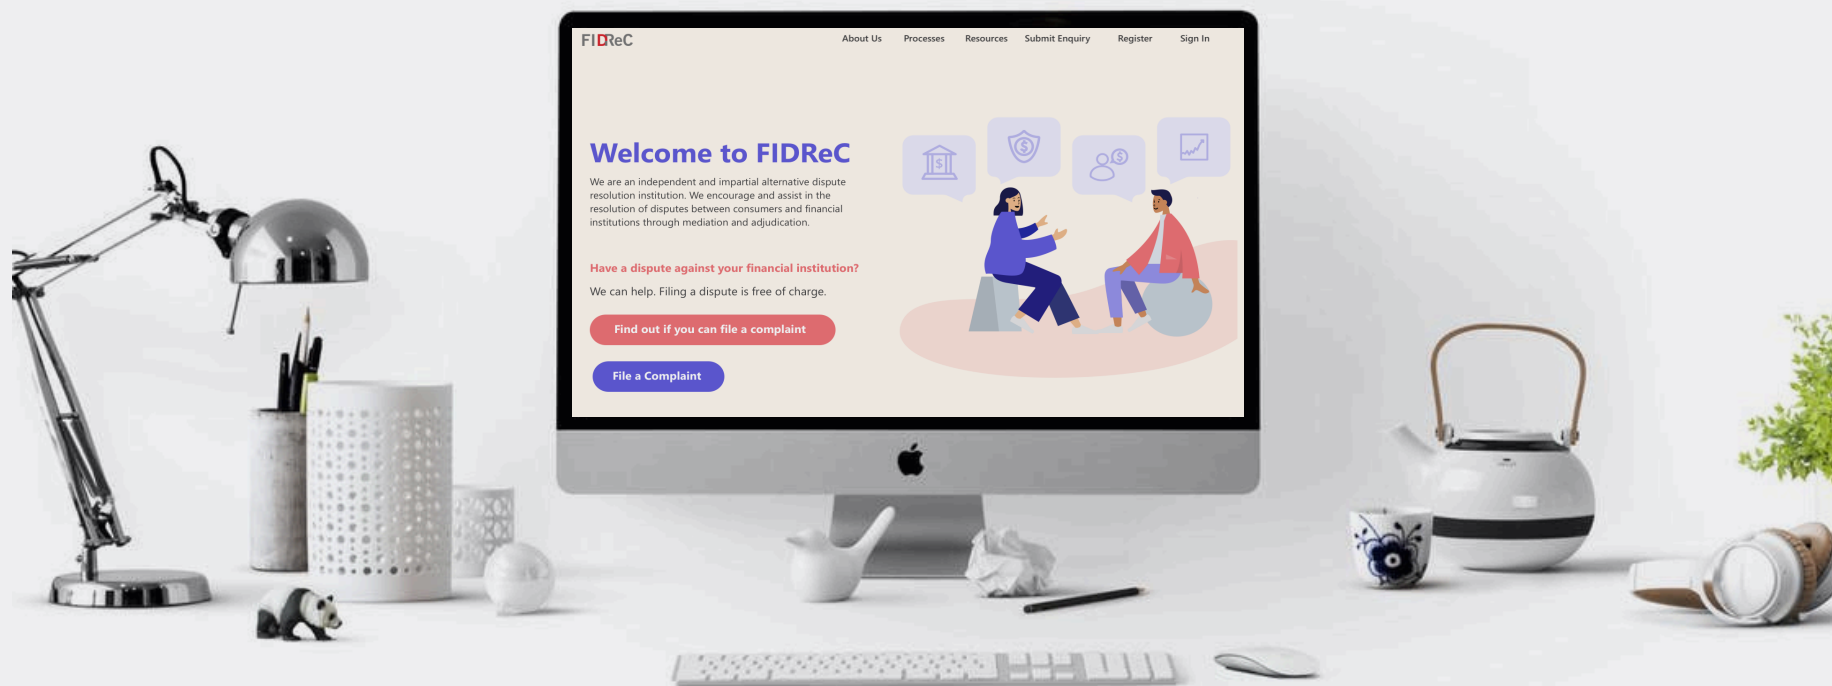 FIDReC
About Us Processes Resources Submit Enquiry Register Sign In
Welcome to FIDReC
We are an independent and impartial alternative dispute
resolution institution. We encourage and assist in the
resolution of disputes between consumers and financial
institutions through mediation and adjudication.
Have a dispute against your financial institution?
We can help. Filing a dispute is free of charge.
Find out if you can file a complaint
File a Complaint